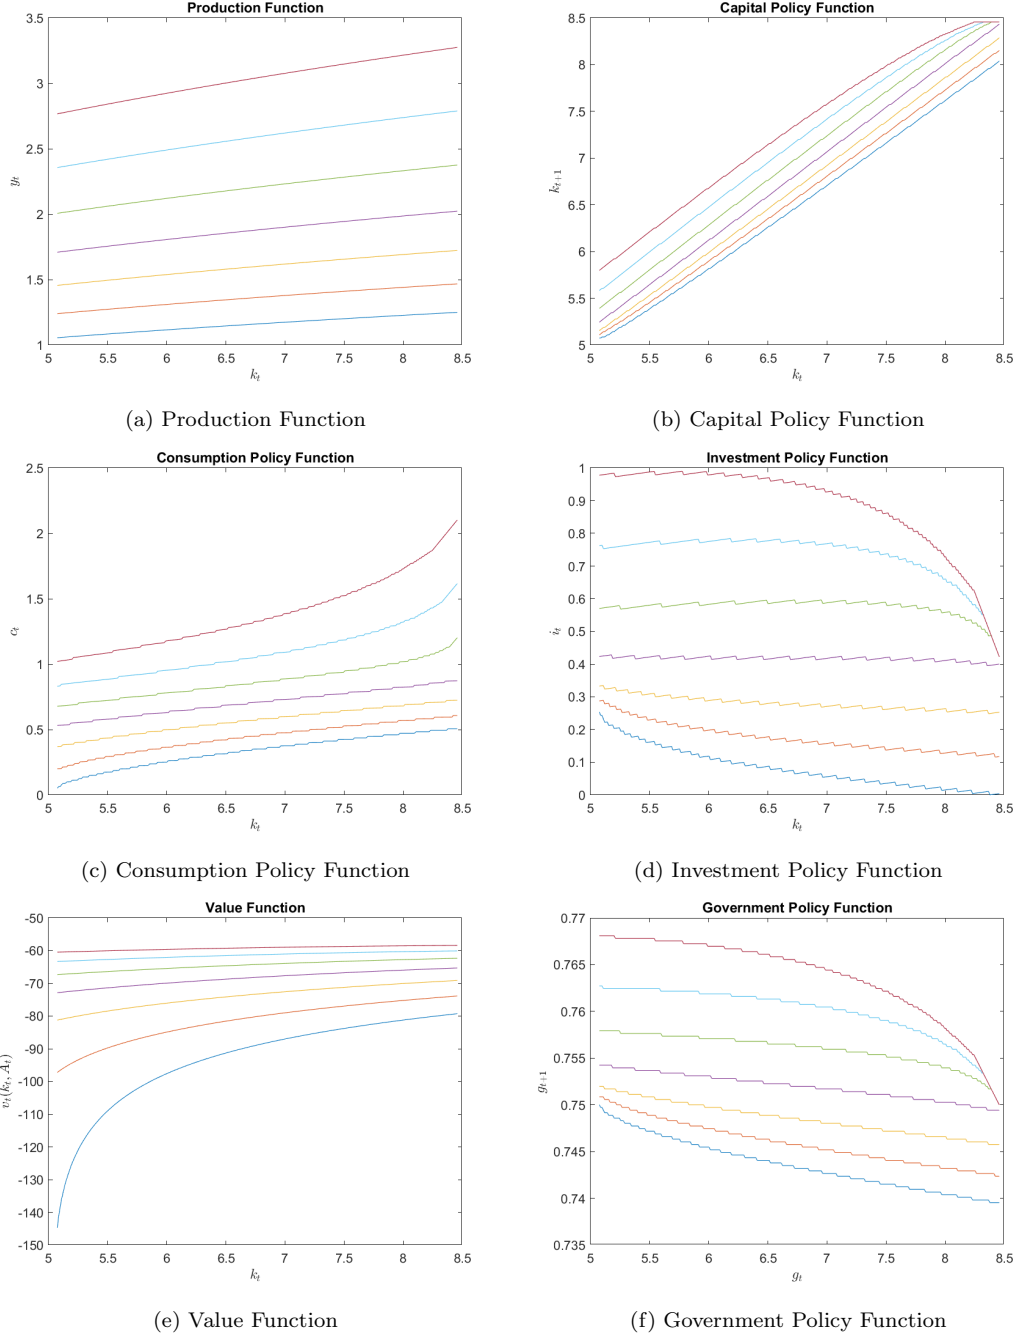 Production Function
3.5
3
2.5
2
1.5
1
y_t
5 5.5 6 6.5 7 7.5 8 8.5
k_t
(a) Production Function
Capital Policy Function
8.5
8
7.5
7
6.5
6
5.5
5
k_{t+1}
5 5.5 6 6.5 7 7.5 8 8.5
k_t
(b) Capital Policy Function
Consumption Policy Function
2.5
2
1.5
1
0.5
0
c_t
5 5.5 6 6.5 7 7.5 8 8.5
k_t
(c) Consumption Policy Function
Investment Policy Function
1
0.9
0.8
0.7
0.6
0.5
0.4
0.3
0.2
0.1
0
i_t
5 5.5 6 6.5 7 7.5 8 8.5
k_t
(d) Investment Policy Function
Value Function
-50
-60
-70
-80
-90
-100
-110
-120
-130
-140
-150
v_t(k_t, A_t)
5 5.5 6 6.5 7 7.5 8 8.5
k_t
(e) Value Function
Government Policy Function
0.77
0.765
0.76
0.755
0.75
0.745
0.74
0.735
g_{t+1}
5 5.5 6 6.5 7 7.5 8 8.5
g_t
(f) Government Policy Function